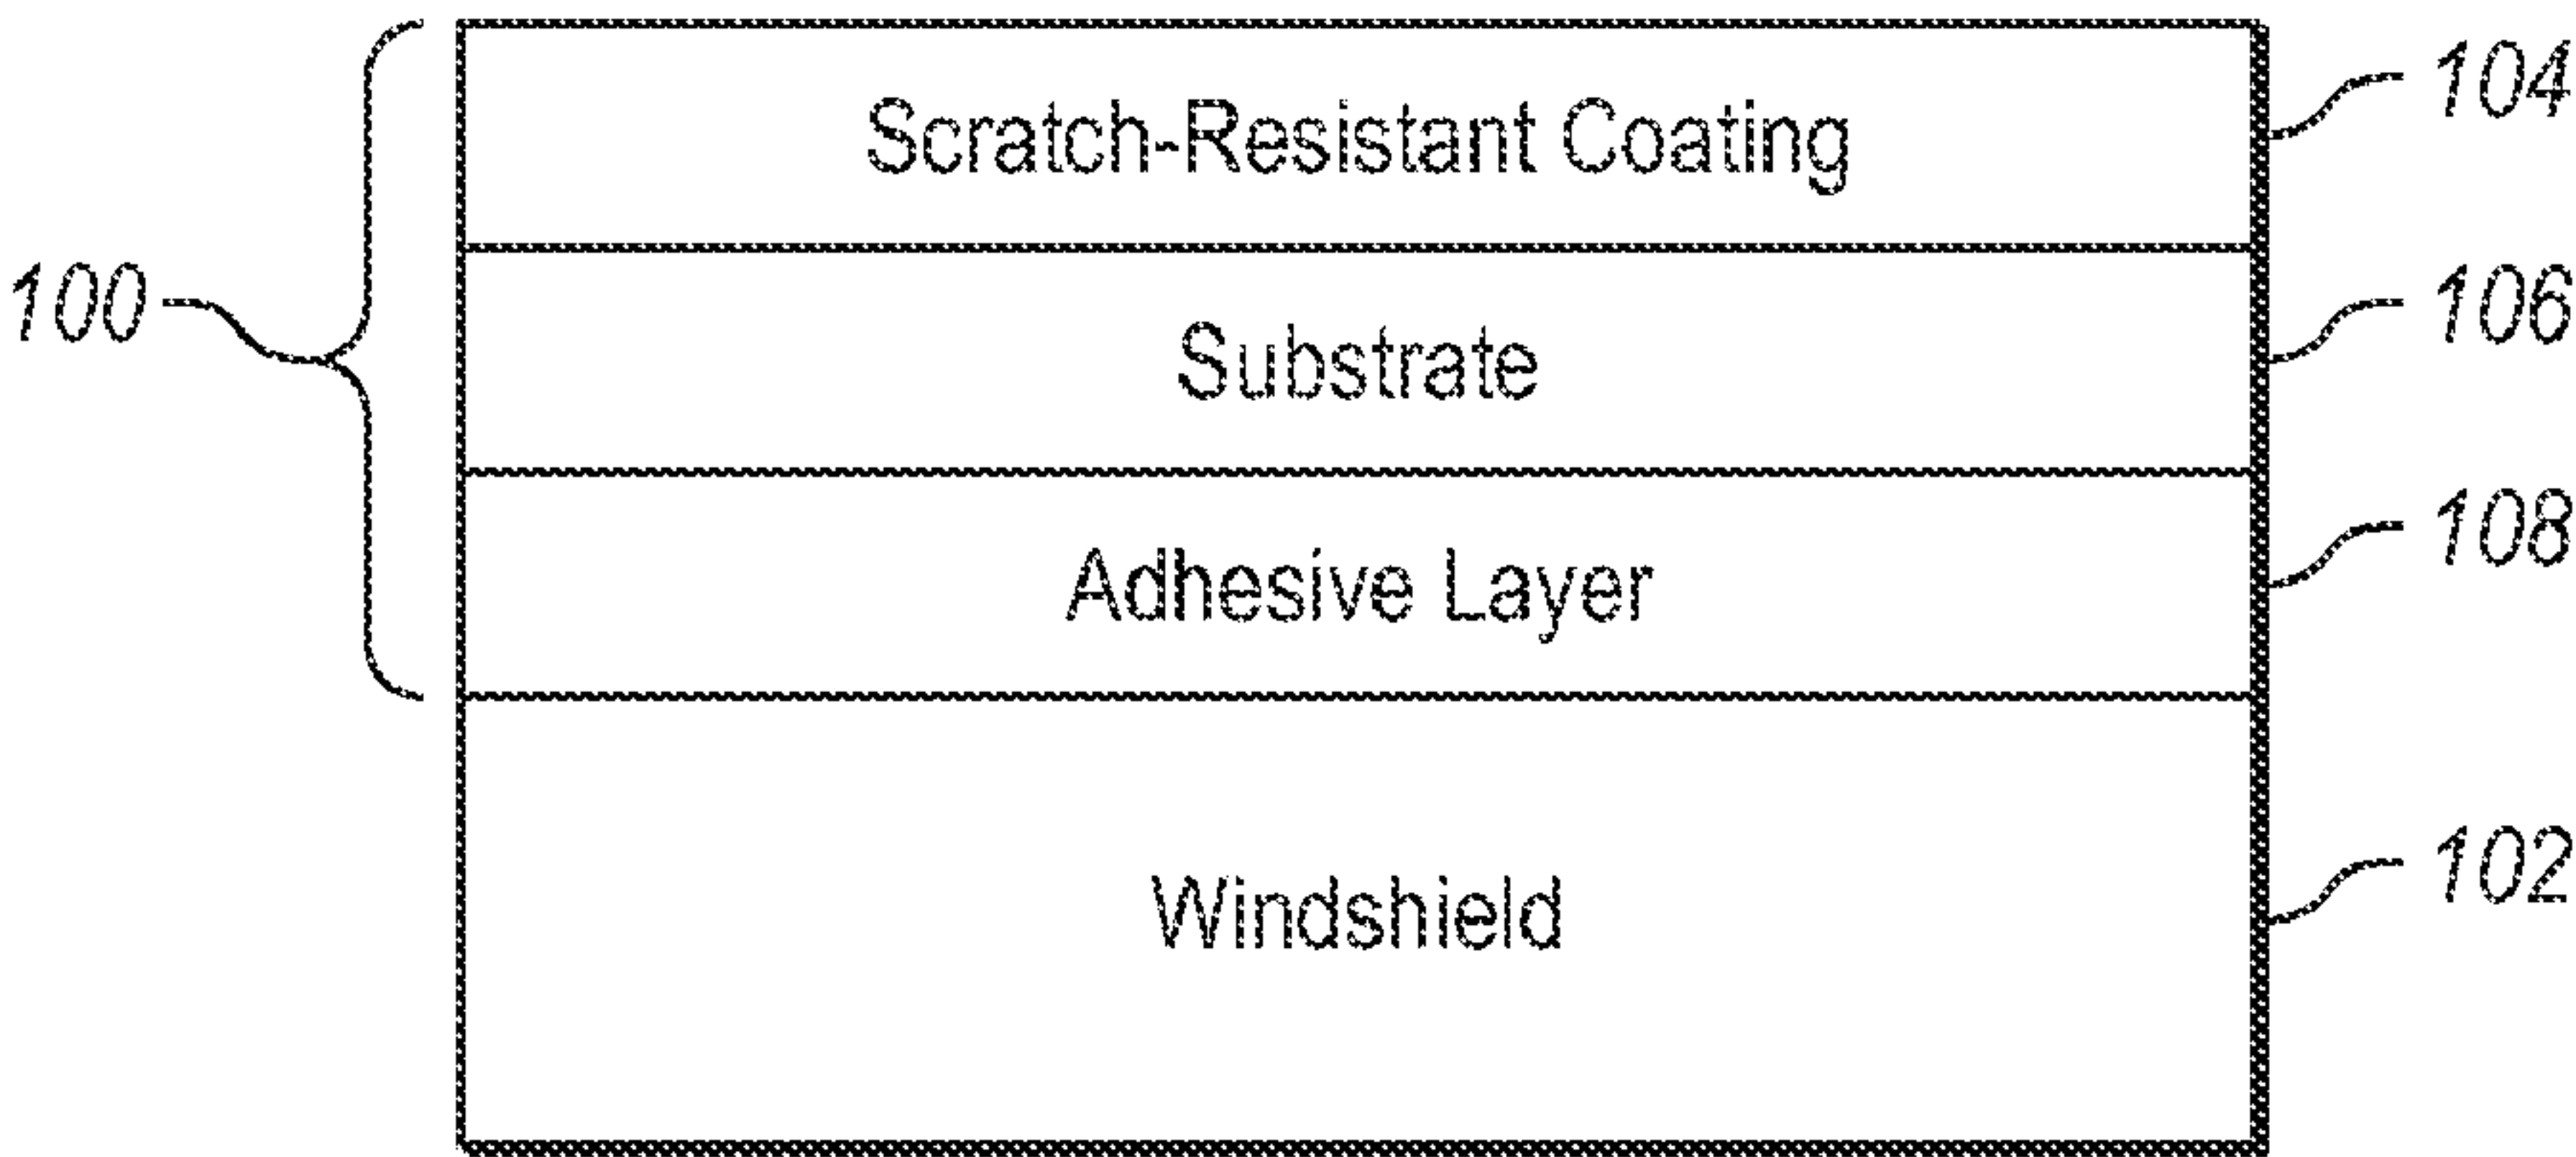 Scratch-Resistant Coating 104
100
Substrate 106
Adhesive Layer 108
Windshield 102